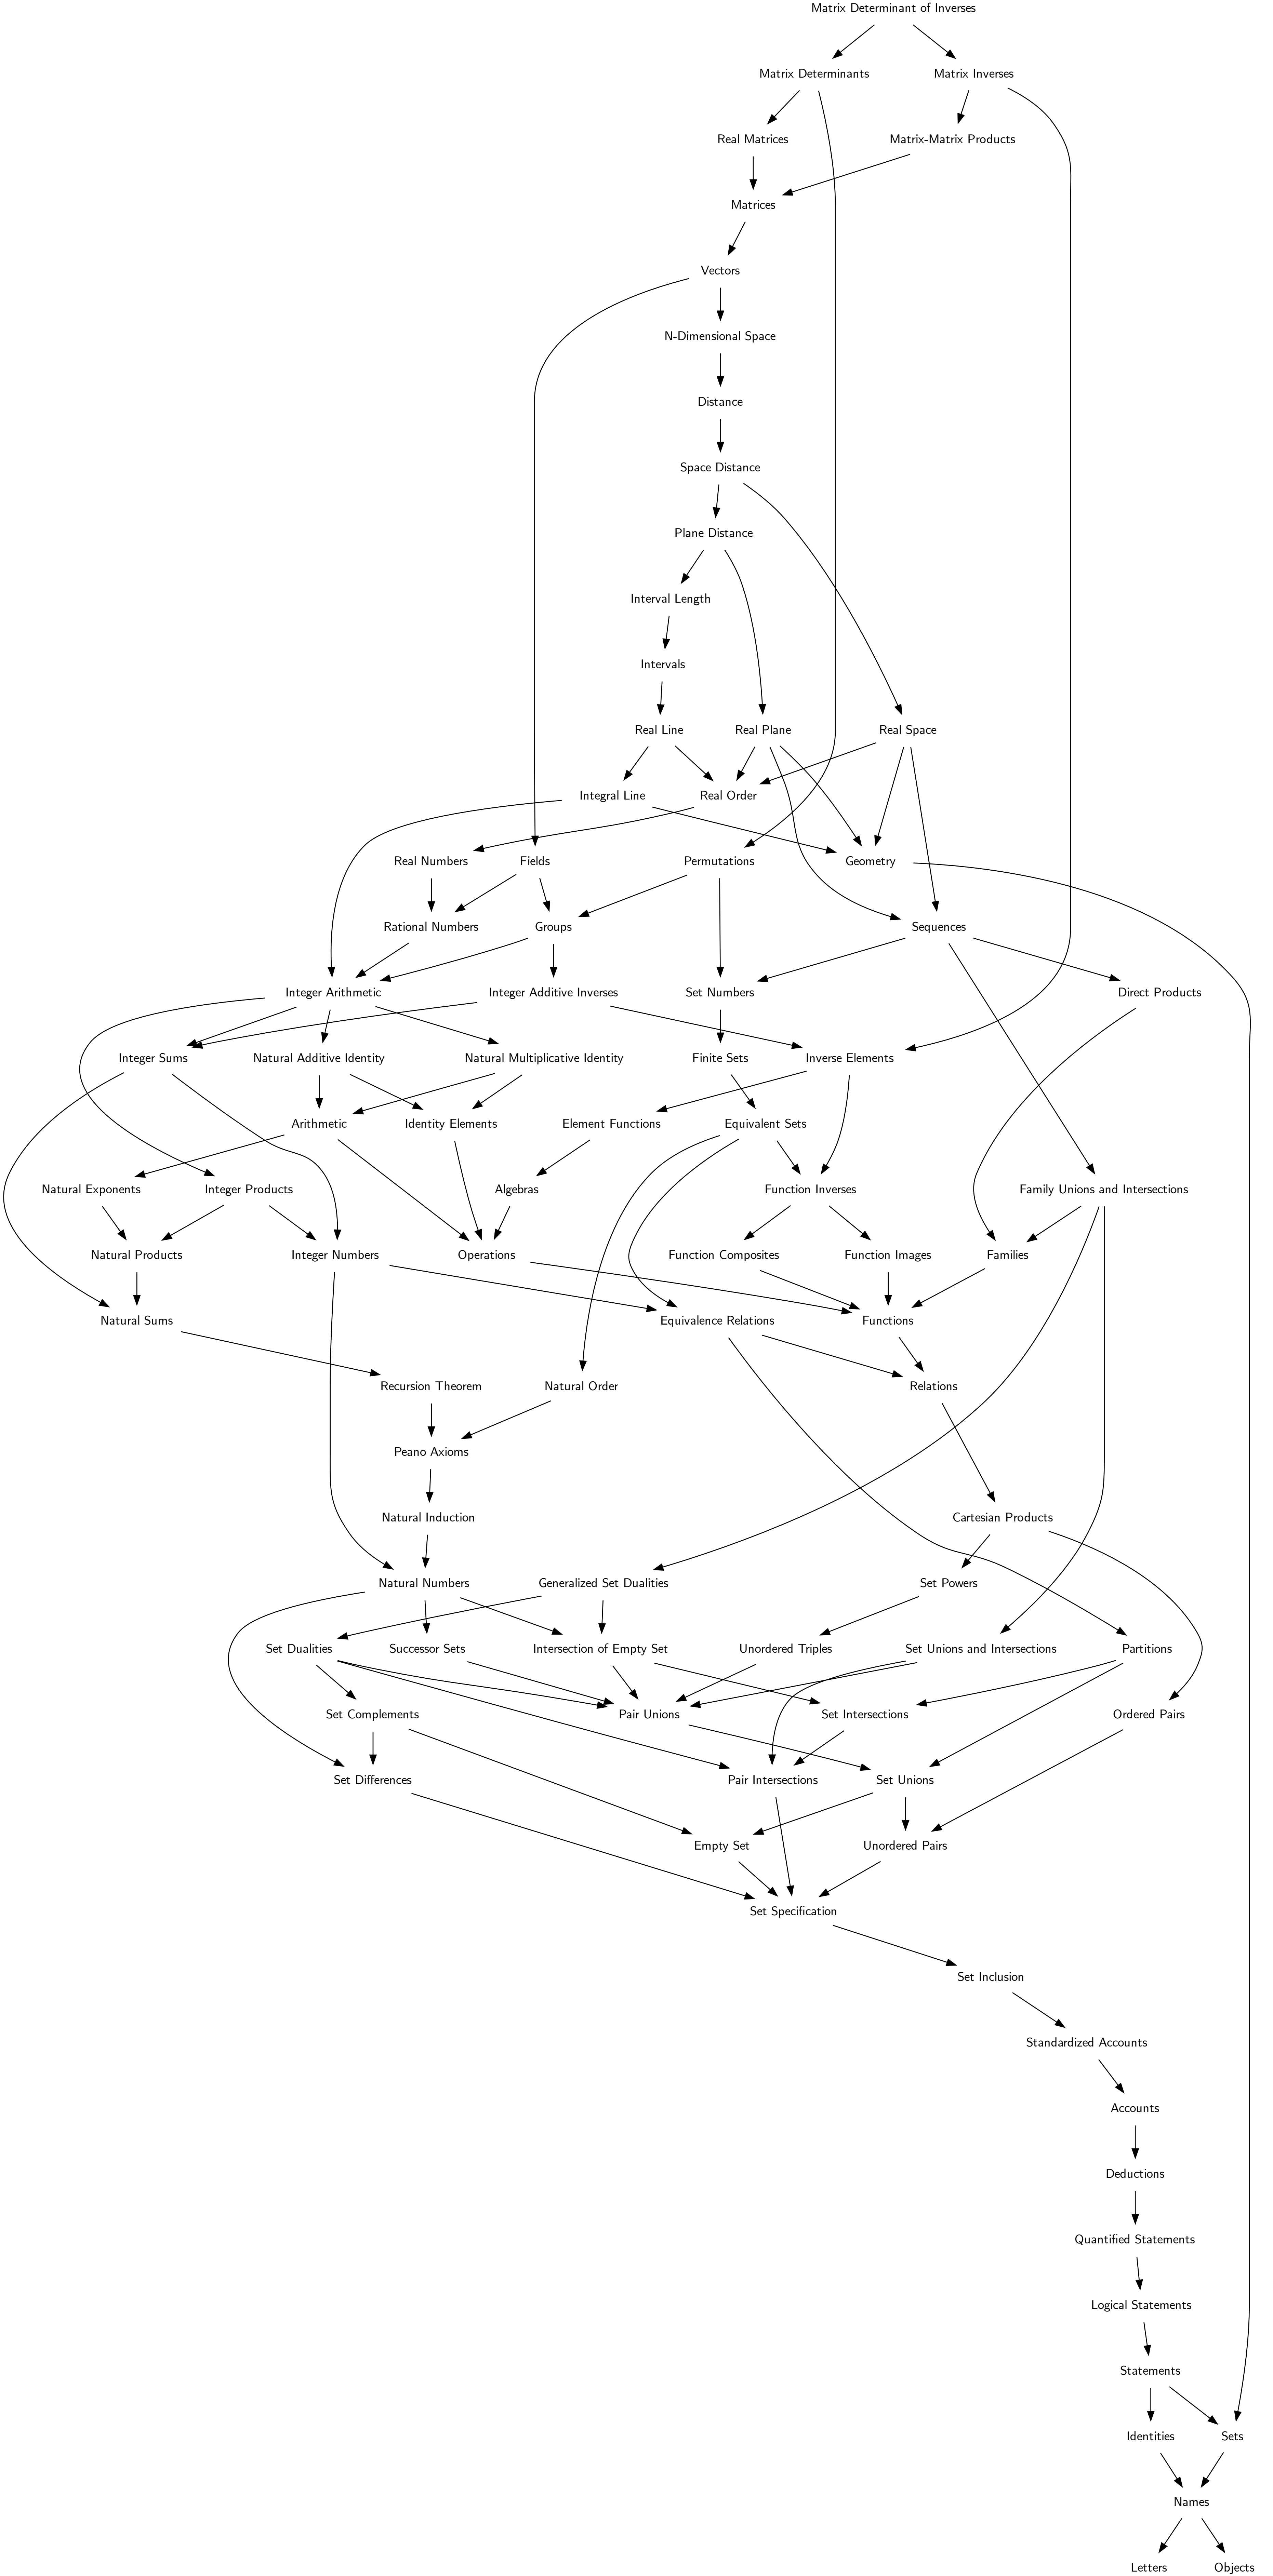 Matrix Determinant of Inverses
Matrix Determinants
Matrix Inverses
Real Matrices
Matrix-Matrix Products
Matrices
Vectors
N-Dimensional Space
Distance
Space Distance
Plane Distance
Interval Length
Intervals
Real Line
Real Plane
Real Space
Integral Line
Real Order
Real Numbers
Fields
Permutations
Geometry
Rational Numbers
Groups
Sequences
Integer Arithmetic
Integer Additive Inverses
Set Numbers
Direct Products
Integer Sums
Natural Additive Identity
Natural Multiplicative Identity
Finite Sets
Inverse Elements
Arithmetic
Identity Elements
Element Functions
Equivalent Sets
Natural Exponents
Integer Products
Algebras
Function Inverses
Family Unions and Intersections
Natural Products
Integer Numbers
Operations
Function Composites
Function Images
Families
Natural Sums
Equivalence Relations
Functions
Recursion Theorem
Natural Order
Relations
Peano Axioms
Natural Induction
Cartesian Products
Natural Numbers
Generalized Set Dualities
Set Powers
Set Dualities
Successor Sets
Intersection of Empty Set
Unordered Triples
Set Unions and Intersections
Partitions
Set Complements
Pair Unions
Set Intersections
Ordered Pairs
Set Differences
Pair Intersections
Set Unions
Empty Set
Unordered Pairs
Set Specification
Set Inclusion
Standardized Accounts
Accounts
Deductions
Quantified Statements
Logical Statements
Statements
Identities
Sets
Names
Letters
Objects